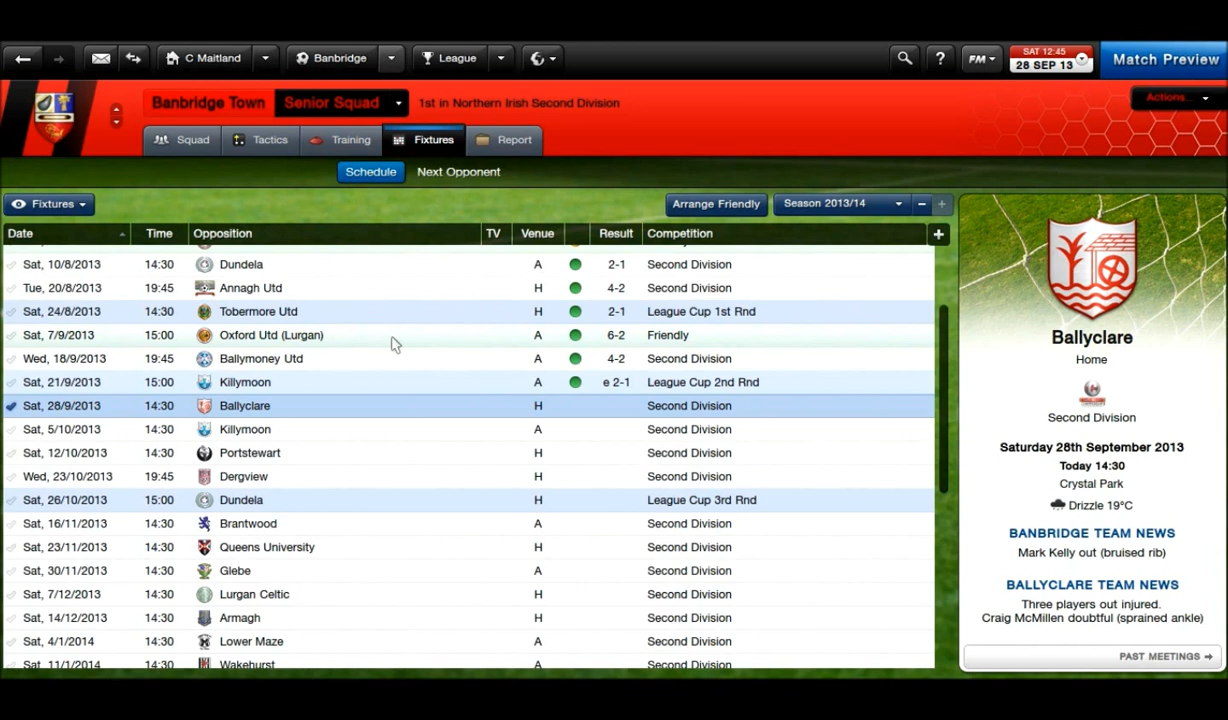 C Maitland
Banbridge
League
FM
SAT 12:45
28 SEP 13
Match Preview
Banbridge Town
Senior Squad
1st in Northern Irish Second Division
Actions...
Squad
Tactics
Training
Fixtures
Report
Schedule
Next Opponent
Fixtures
Arrange Friendly
Season 2013/14
Date Time Opposition TV Venue Result Competition
Sat, 10/8/2013 14:30 Dundela A 2-1 Second Division
Tue, 20/8/2013 19:45 Annagh Utd H 4-2 Second Division
Sat, 24/8/2013 14:30 Tobermore Utd H 2-1 League Cup 1st Rnd
Sat, 7/9/2013 15:00 Oxford Utd (Lurgan) A 6-2 Friendly
Wed, 18/9/2013 19:45 Ballymoney Utd A 4-2 Second Division
Sat, 21/9/2013 15:00 Killymoon A e 2-1 League Cup 2nd Rnd
Sat, 28/9/2013 14:30 Ballyclare H Second Division
Sat, 5/10/2013 14:30 Killymoon A Second Division
Sat, 12/10/2013 14:30 Portstewart H Second Division
Wed, 23/10/2013 19:45 Dergview H Second Division
Sat, 26/10/2013 15:00 Dundela H League Cup 3rd Rnd
Sat, 16/11/2013 14:30 Brantwood A Second Division
Sat, 23/11/2013 14:30 Queens University H Second Division
Sat, 30/11/2013 14:30 Glebe A Second Division
Sat, 7/12/2013 14:30 Lurgan Celtic H Second Division
Sat, 14/12/2013 14:30 Armagh H Second Division
Sat, 4/1/2014 14:30 Lower Maze A Second Division
Sat, 11/1/2014 14:30 Wakehurst A Second Division
Ballyclare
Home
Second Division
Saturday 28th September 2013
Today 14:30
Crystal Park
Drizzle 19°C
BANBRIDGE TEAM NEWS
Mark Kelly out (bruised rib)
BALLYCLARE TEAM NEWS
Three players out injured.
Craig McMillen doubtful (sprained ankle)
PAST MEETINGS